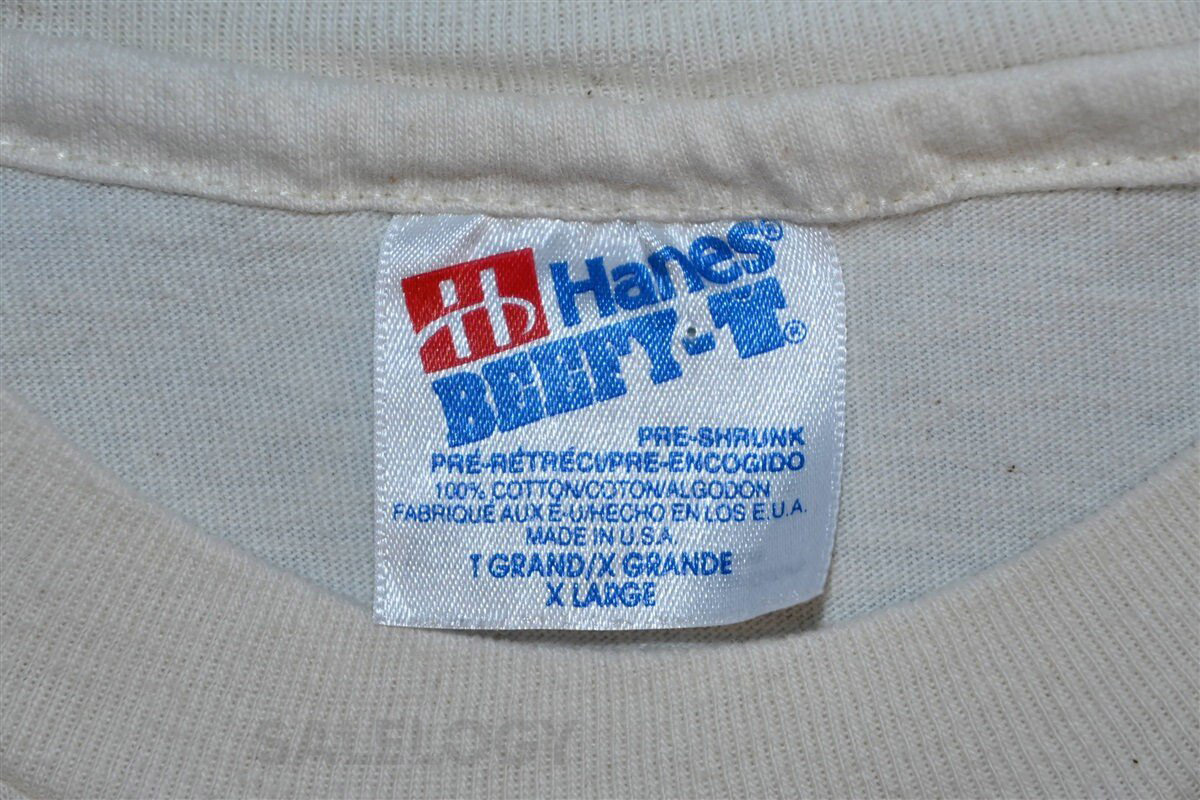 Hanes®
BEEFY-T®
PRE-SHRUNK
PRÉ-RÉTRÉCI/PRE-ENCOGIDO
100% COTTON/COTON/ALGODON
FABRIQUÉ AUX É-U/HECHO EN LOS E.U.A.
MADE IN U.S.A.
T GRAND/X GRANDE
X LARGE
SALELOGY